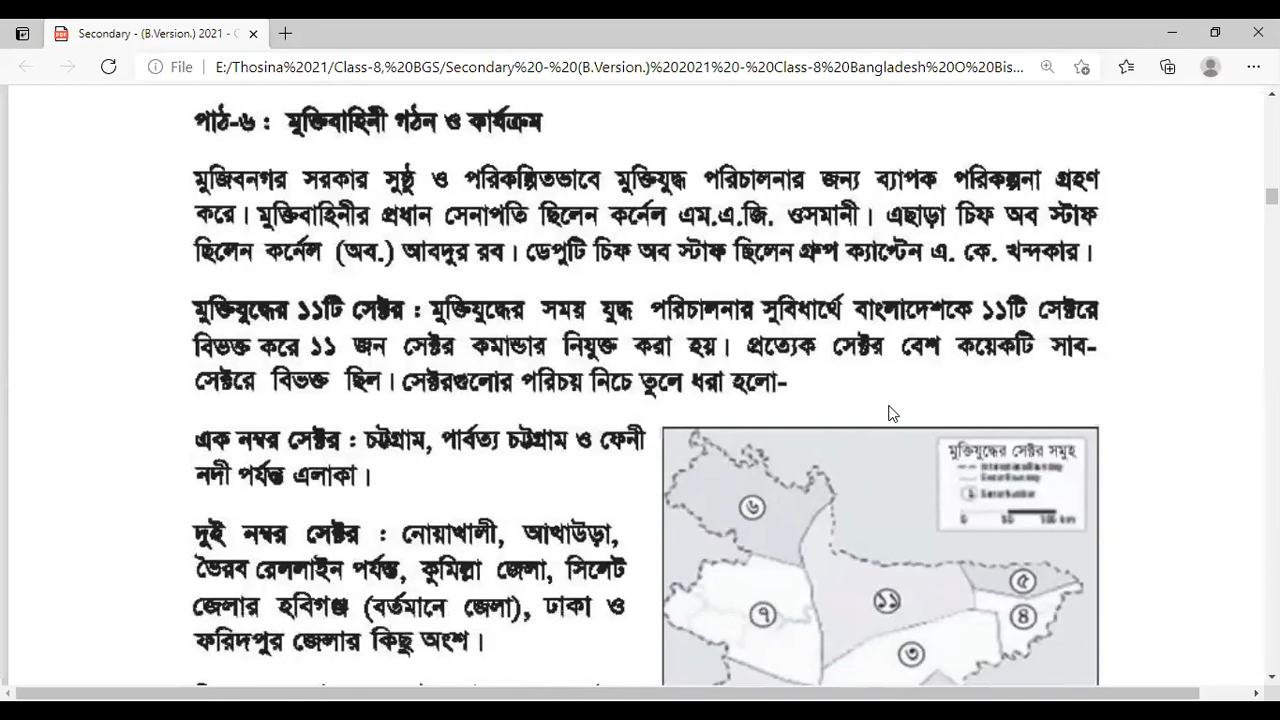 Secondary - (B.Version.) 2021 - C
File
E:/Thosina%2021/Class-8,%20BGS/Secondary%20-%20(B.Version.)%202021%20-%20Class-8%20Bangladesh%20O%20Bis...
পাঠ-৬ : মুক্তিবাহিনী গঠন ও কার্যক্রম
মুজিবনগর সরকার সুষ্ঠু ও পরিকল্পিতভাবে মুক্তিযুদ্ধ পরিচালনার জন্য ব্যাপক পরিকল্পনা গ্রহণ
করে। মুক্তিবাহিনীর প্রধান সেনাপতি ছিলেন কর্নেল এম.এ.জি. ওসমানী। এছাড়া চিফ অব স্টাফ
ছিলেন কর্নেল (অব.) আবদুর রব। ডেপুটি চিফ অব স্টাফ ছিলেন গ্রুপ ক্যাপ্টেন এ. কে. খন্দকার।
মুক্তিযুদ্ধের ১১টি সেক্টর : মুক্তিযুদ্ধের সময় যুদ্ধ পরিচালনার সুবিধার্থে বাংলাদেশকে ১১টি সেক্টরে
বিভক্ত করে ১১ জন সেক্টর কমান্ডার নিযুক্ত করা হয়। প্রত্যেক সেক্টর বেশ কয়েকটি সাব-
সেক্টরে বিভক্ত ছিল। সেক্টরগুলোর পরিচয় নিচে তুলে ধরা হলো-
এক নম্বর সেক্টর : চট্টগ্রাম, পার্বত্য চট্টগ্রাম ও ফেনী
নদী পর্যন্ত এলাকা।
দুই নম্বর সেক্টর : নোয়াখালী, আখাউড়া,
ভৈরব রেললাইন পর্যন্ত, কুমিল্লা জেলা, সিলেট
জেলার হবিগঞ্জ (বর্তমানে জেলা), ঢাকা ও
ফরিদপুর জেলার কিছু অংশ।
মুক্তিযুদ্ধের সেক্টর সমূহ
0 50 100 km
৬
৫
৭
১১
৪
৩